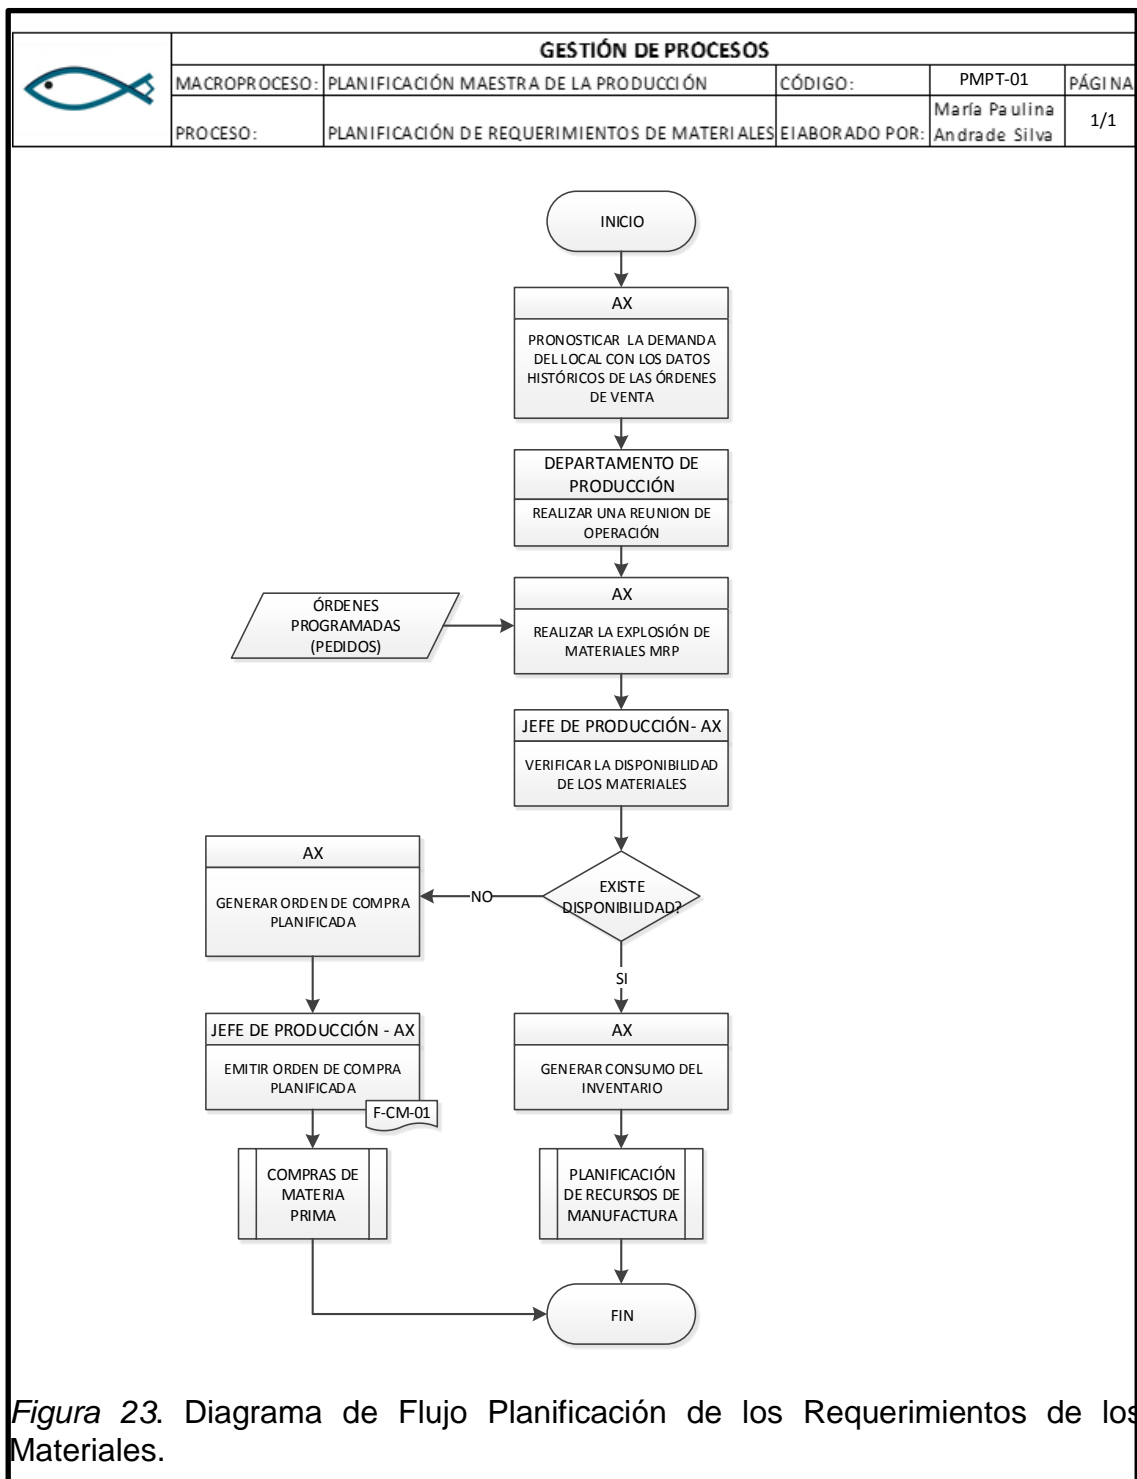 GESTIÓN DE PROCESOS
MACROPROCESO: PLANIFICACIÓN MAESTRA DE LA PRODUCCIÓN CÓDIGO: PMPT-01 PÁGINA
PROCESO: PLANIFICACIÓN DE REQUERIMIENTOS DE MATERIALES ElABORADO POR: María Paulina
Andrade Silva
1/1
INICIO
AX
PRONOSTICAR LA DEMANDA
DEL LOCAL CON LOS DATOS
HISTÓRICOS DE LAS ÓRDENES
DE VENTA
DEPARTAMENTO DE
PRODUCCIÓN
REALIZAR UNA REUNION DE
OPERACIÓN
ÓRDENES
PROGRAMADAS
(PEDIDOS)
AX
REALIZAR LA EXPLOSIÓN DE
MATERIALES MRP
JEFE DE PRODUCCIÓN- AX
VERIFICAR LA DISPONIBILIDAD
DE LOS MATERIALES
EXISTE
DISPONIBILIDAD?
NO
SI
AX
GENERAR ORDEN DE COMPRA
PLANIFICADA
JEFE DE PRODUCCIÓN - AX
EMITIR ORDEN DE COMPRA
PLANIFICADA
F-CM-01
COMPRAS DE
MATERIA
PRIMA
AX
GENERAR CONSUMO DEL
INVENTARIO
PLANIFICACIÓN
DE RECURSOS DE
MANUFACTURA
FIN
Figura 23. Diagrama de Flujo Planificación de los Requerimientos de los
Materiales.